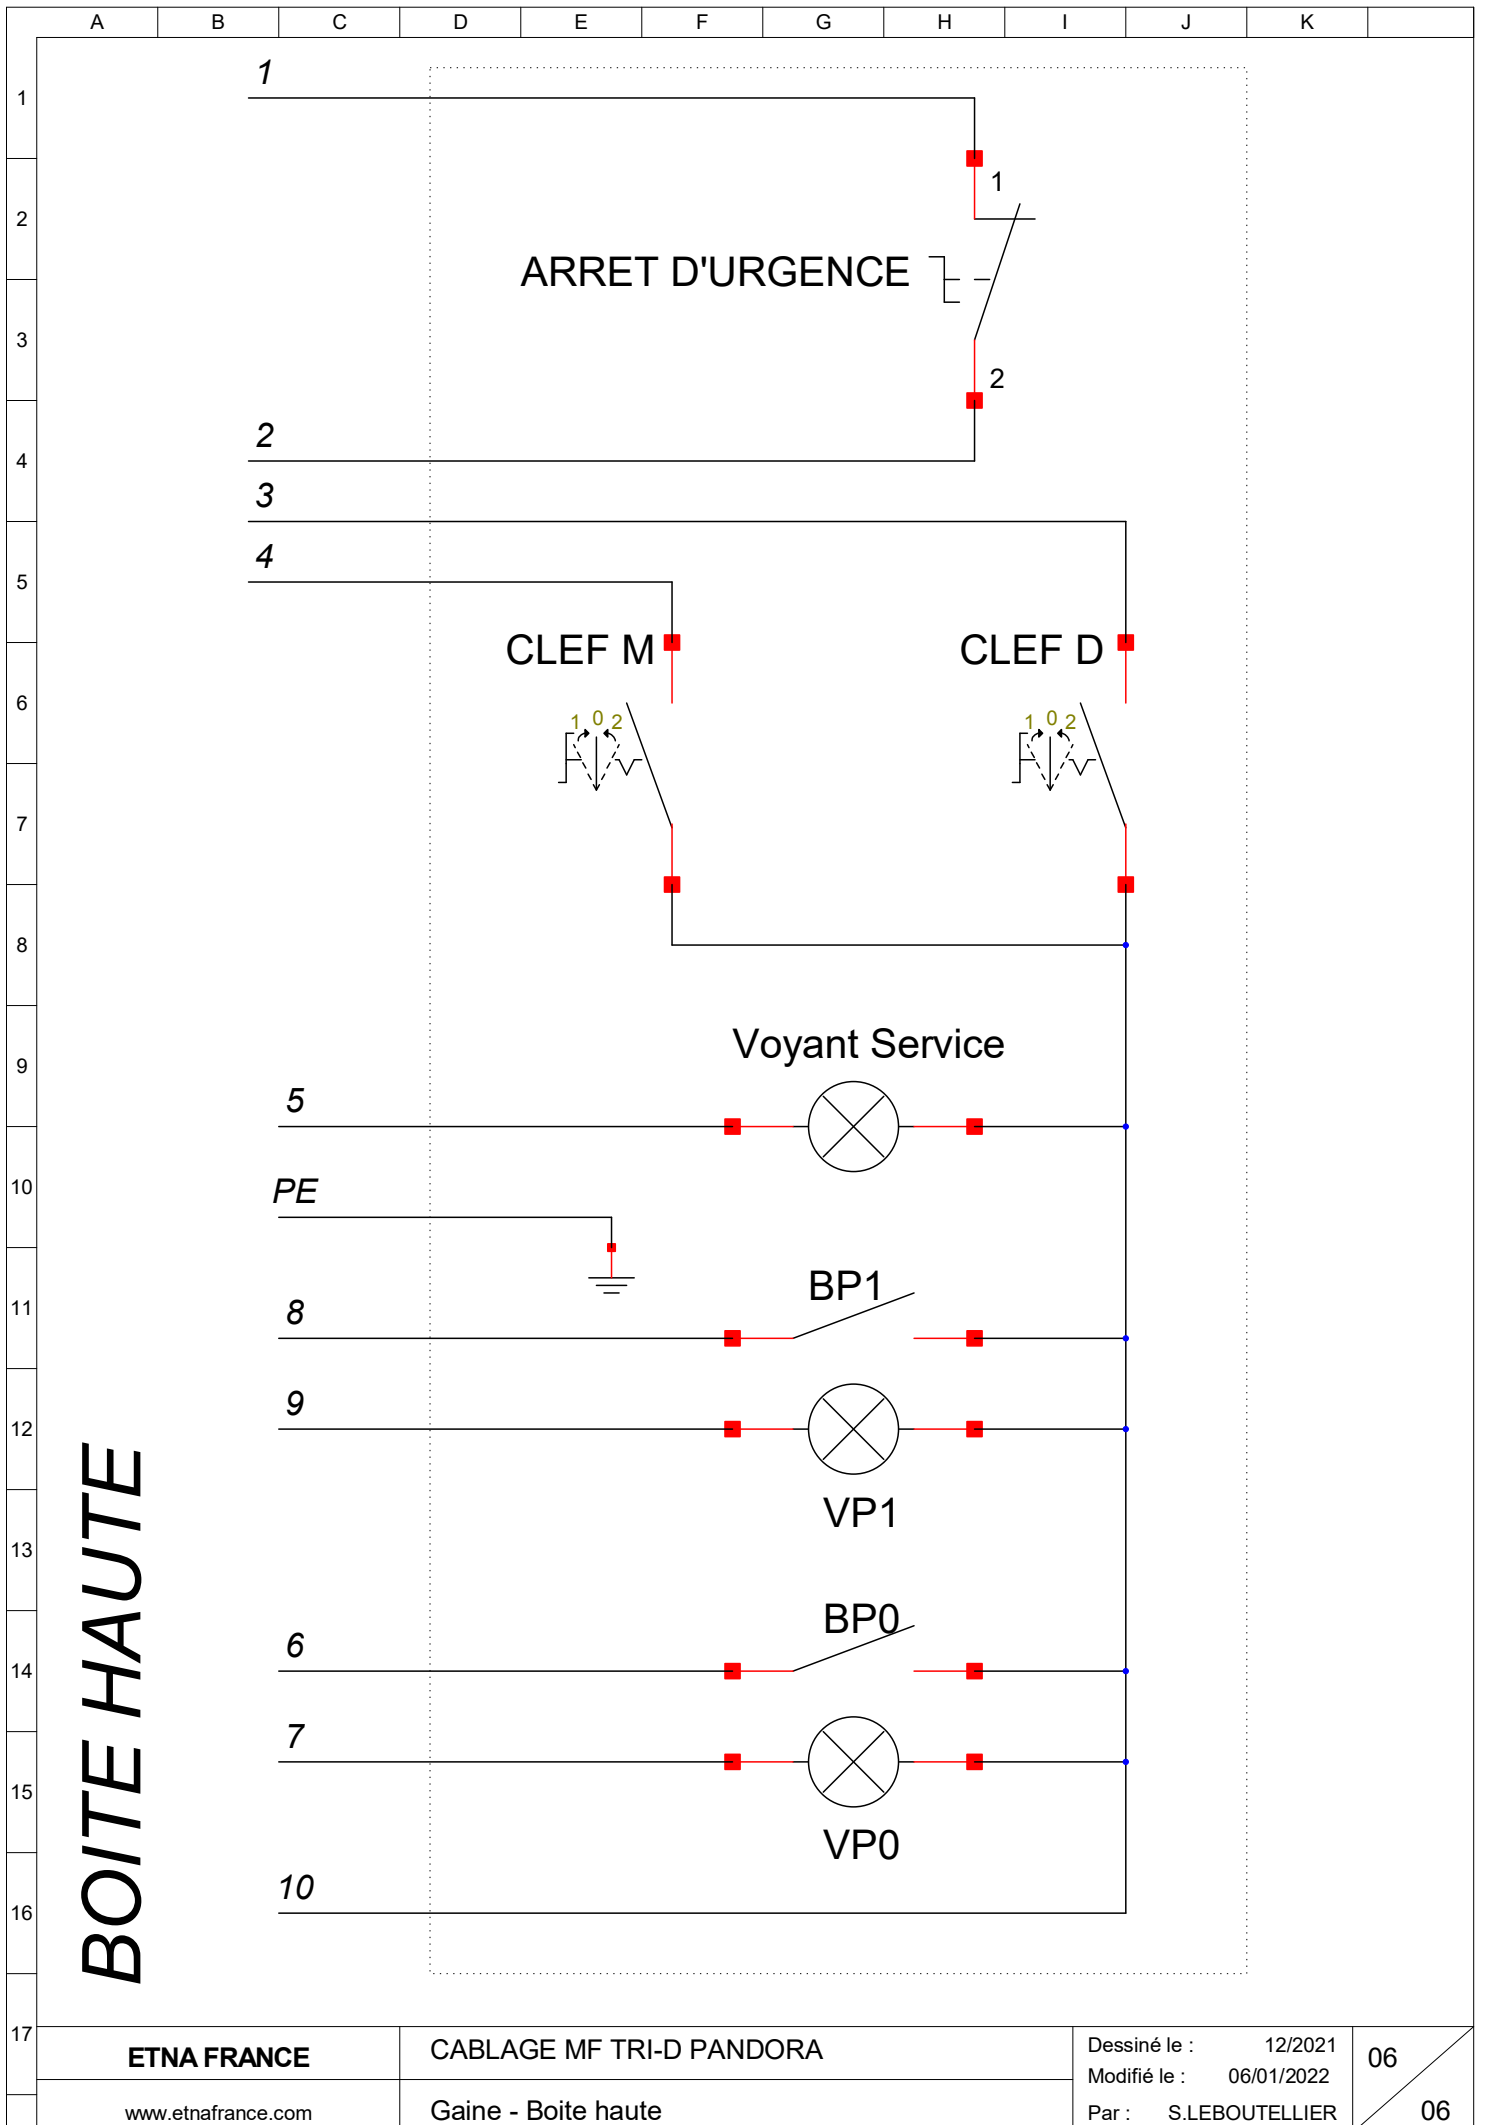 A B C D E F G H I J K
1
1
1
2
ARRET D'URGENCE
3
2
2
4
3
4
5
CLEF M CLEF D
6
1 0 2 1 0 2
7
8
Voyant Service
9
5
PE
10
BP1
8
11
9
12
VP1
13
BP0
6
14
7
15
VP0
10
16
BOITE HAUTE
17
ETNA FRANCE
www.etnafrance.com
CABLAGE MF TRI-D PANDORA
Gaine - Boite haute
Dessiné le : 12/2021
Modifié le : 06/01/2022
Par : S.LEBOUTELLIER
06
06